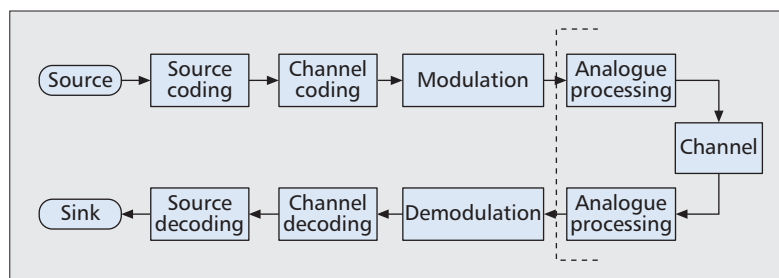 Source
Source
coding
Channel
coding
Modulation
Analogue
processing
Channel
Sink
Source
decoding
Channel
decoding
Demodulation
Analogue
processing